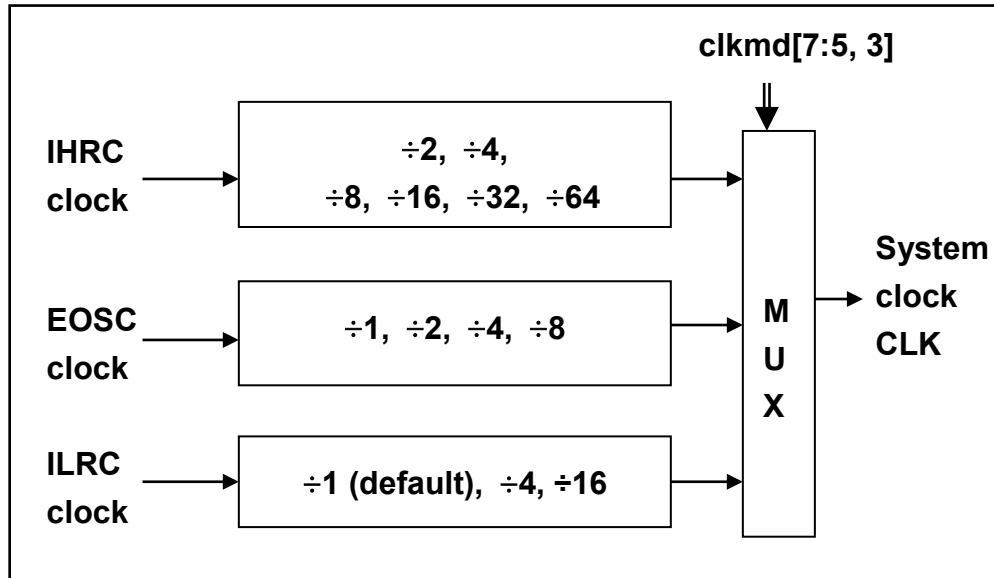 clkmd[7:5, 3]
IHRC
clock
÷2, ÷4,
÷8, ÷16, ÷32, ÷64
EOSC
clock
÷1, ÷2, ÷4, ÷8
ILRC
clock
÷1 (default), ÷4, ÷16
M
U
X
System
clock
CLK